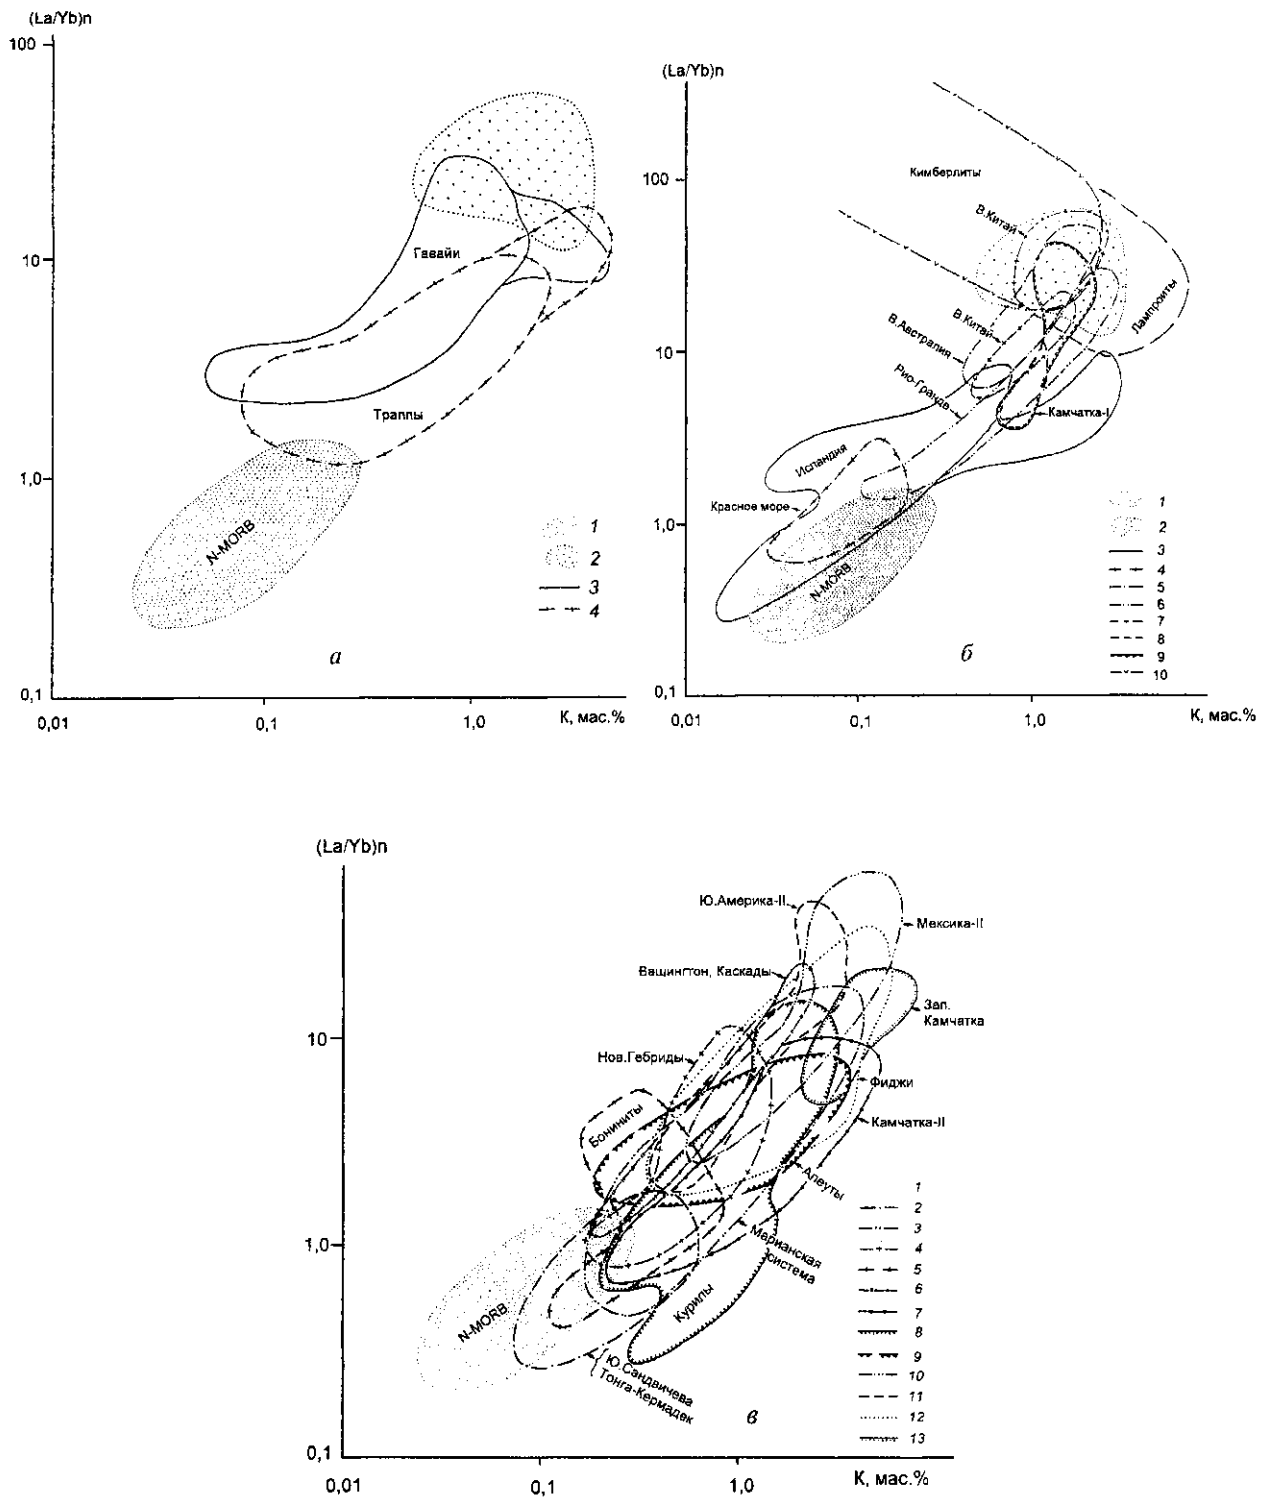 (La/Yb)n
100
10
1,0
0,1
0,01
0,1
1,0
К, мас.%
Гавайи
Траппы
N-MORB
1
2
3
4
а
(La/Yb)n
100
10
1,0
0,1
0,01
0,1
1,0
К, мас.%
Кимберлиты
В.Китай
Лампроиты
В.Китай
В.Австралия
Рио-Гранде
Камчатка-I
Исландия
Красное море
N-MORB
1
2
3
4
5
6
7
8
9
10
б
(La/Yb)n
10
1,0
0,1
0,01
0,1
1,0
К, мас.%
Ю.Америка-II
Мексика-II
Вашингтон, Каскады
Зап.
Камчатка
Нов.Гебриды
Фиджи
Бониниты
Камчатка-II
Алеуты
Марианская
система
Курилы
N-MORB
Ю.Сандвичева
Тонга-Кермадек
1
2
3
4
5
6
7
8
9
10
11
12
13
в